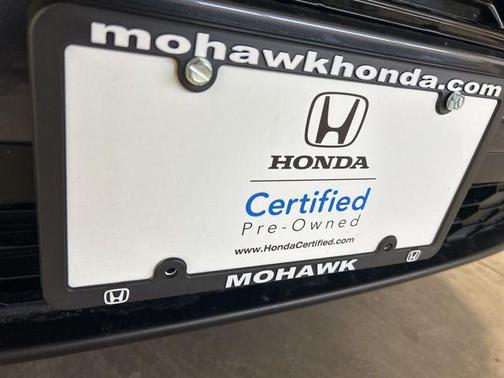 mohawkhonda.com
HONDA
Certified
Pre-Owned
www.HondaCertified.com
MOHAWK